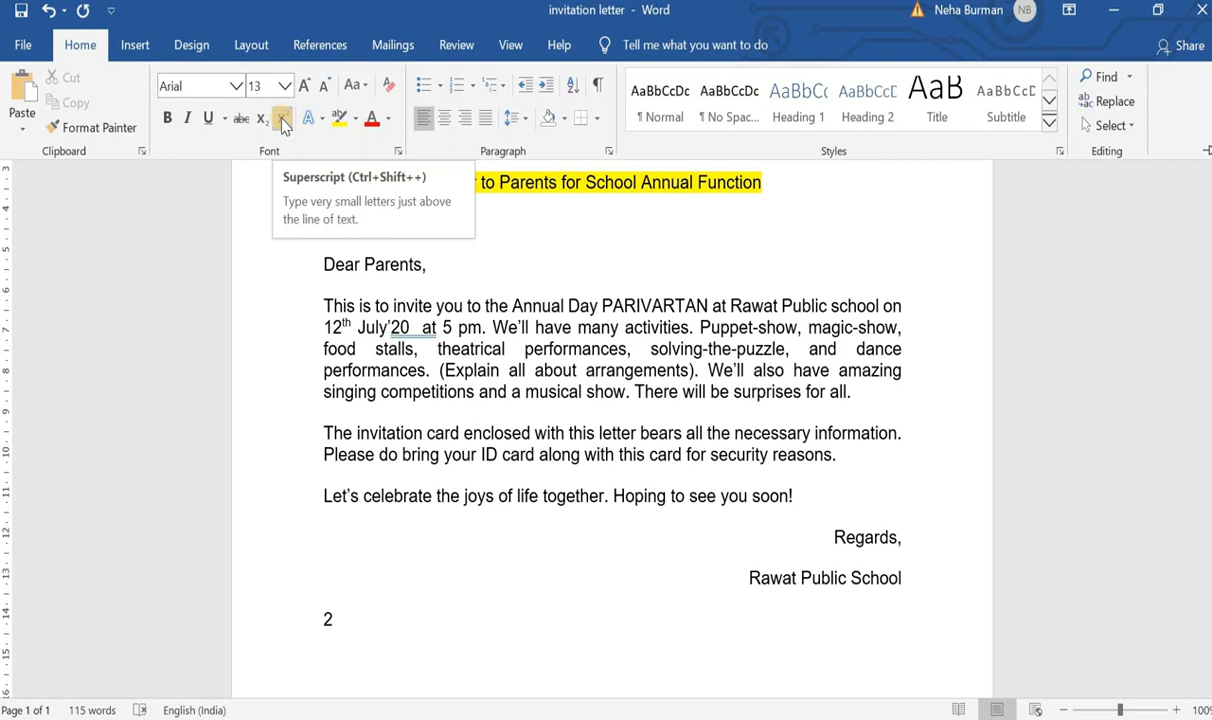 invitation letter - Word
Neha Burman NB
File Home Insert Design Layout References Mailings Review View Help Tell me what you want to do Share
Paste Cut Copy Format Painter
Clipboard
Arial 13 Aa
B I U abc X₂ A
Font
Paragraph
AaBbCcDc AaBbCcDc AaBbCc AaBbCcD AaB AaBbCcD
¶ Normal ¶ No Spac... Heading 1 Heading 2 Title Subtitle
Styles
Find
Replace
Select
Editing
Superscript (Ctrl+Shift++)
Type very small letters just above
the line of text.
to Parents for School Annual Function
Dear Parents,
This is to invite you to the Annual Day PARIVARTAN at Rawat Public school on
12th July'20 at 5 pm. We'll have many activities. Puppet-show, magic-show,
food stalls, theatrical performances, solving-the-puzzle, and dance
performances. (Explain all about arrangements). We'll also have amazing
singing competitions and a musical show. There will be surprises for all.
The invitation card enclosed with this letter bears all the necessary information.
Please do bring your ID card along with this card for security reasons.
Let's celebrate the joys of life together. Hoping to see you soon!
Regards,
Rawat Public School
2
Page 1 of 1 115 words English (India) 100%